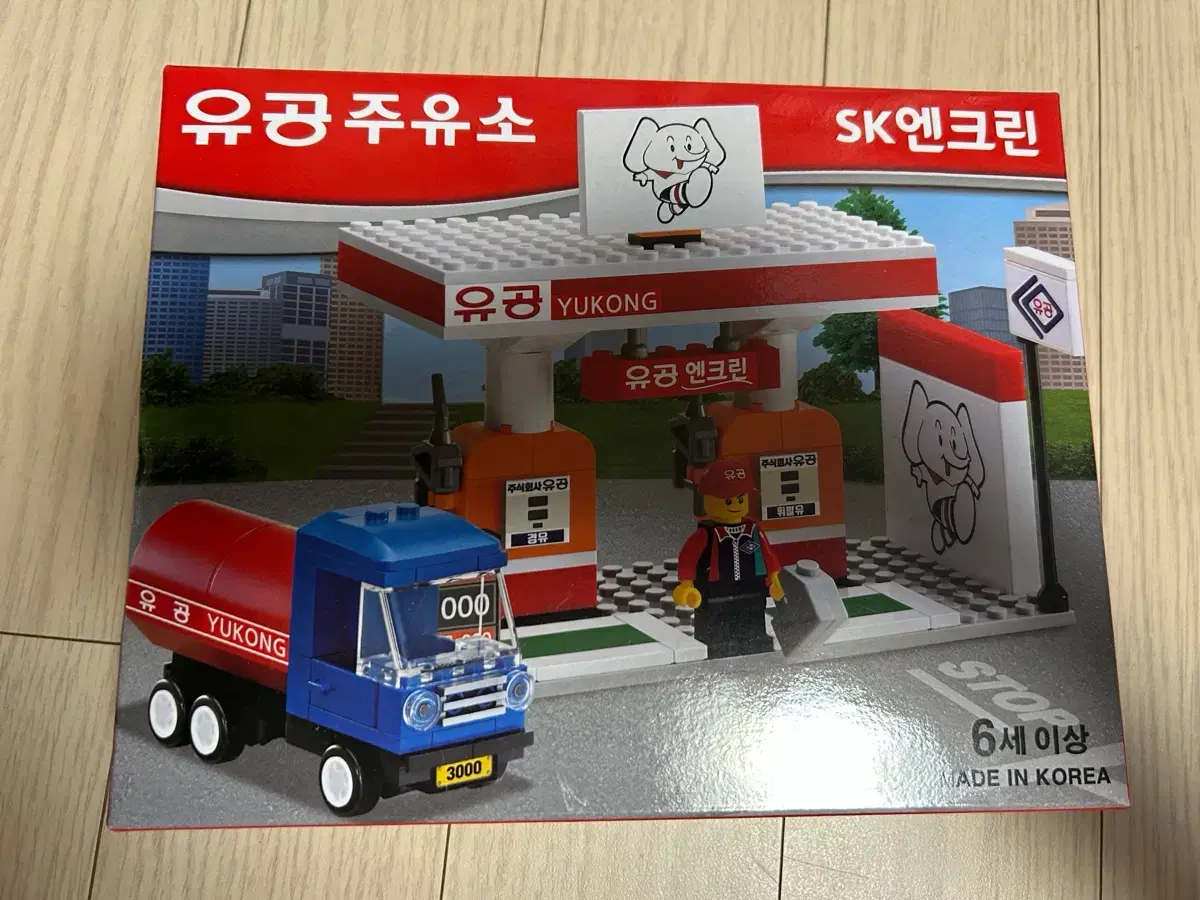 유공주유소
SK엔크린
유공 YUKONG
유공
유공 엔크린
주식회사유공
휘발유
유공
주식회사유공
경유
유공 YUKONG
000
3000
STOP
6세 이상
MADE IN KOREA